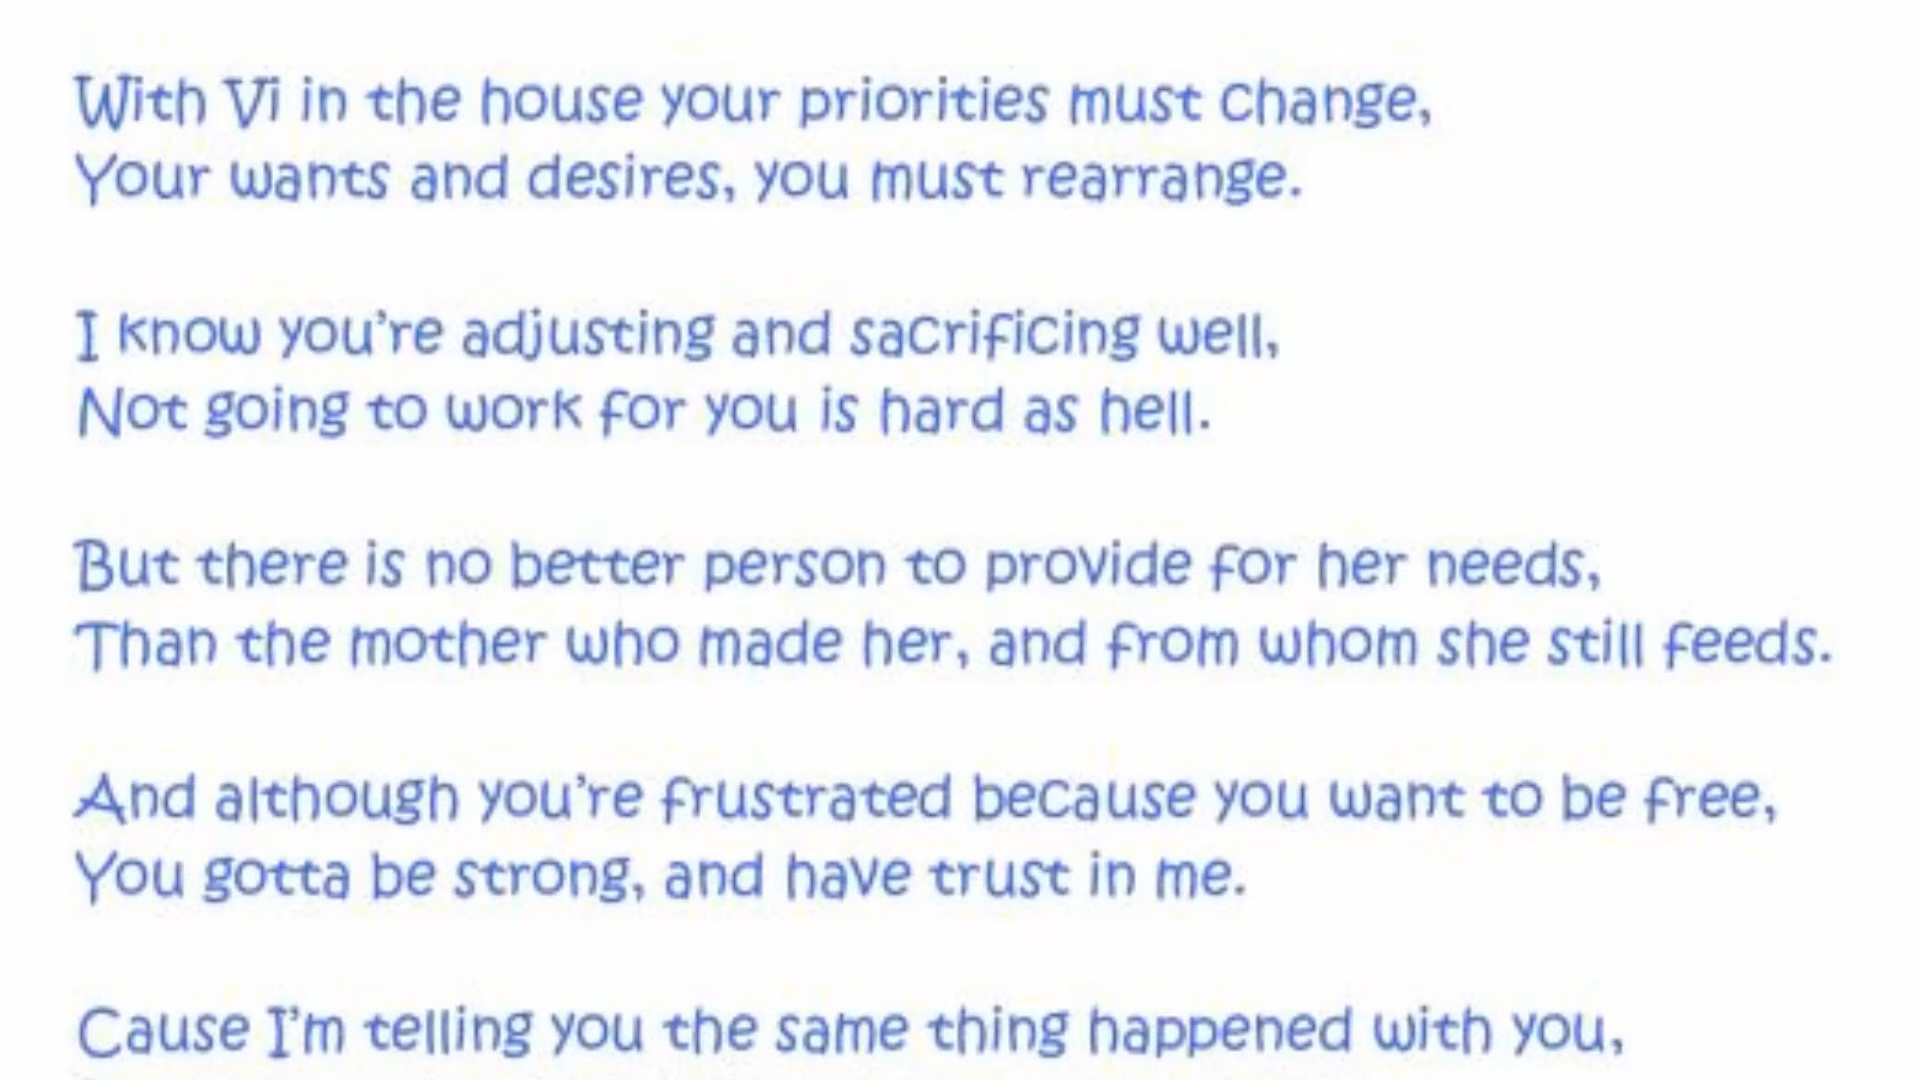 With Vi in the house your priorities must change,
Your wants and desires, you must rearrange.
I know you're adjusting and sacrificing well,
Not going to work for you is hard as hell.
But there is no better person to provide for her needs,
Than the mother who made her, and from whom she still feeds.
And although you're frustrated because you want to be free,
You gotta be strong, and have trust in me.
Cause I'm telling you the same thing happened with you,